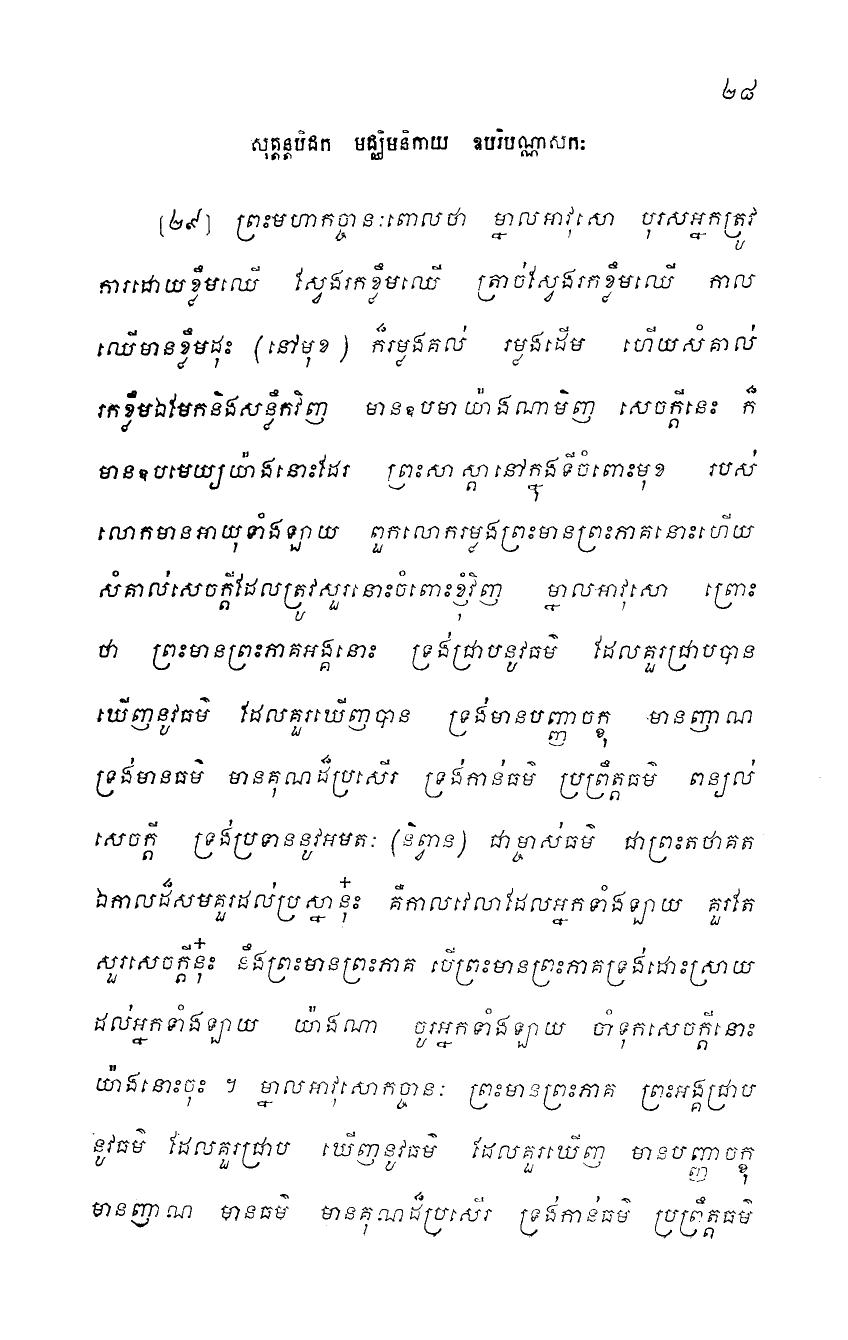 ២៨
សុត្តន្តបិដក មជ្ឈិមនិកាយ ឧបរិបណ្ណាសកៈ
[២៩] ព្រះមហាកច្ចានៈពោលថា ម្នាលអាវុសោ បុរសអ្នកត្រូវ
ការដោយខ្លឹមឈើ ស្វែងរកខ្លឹមឈើ ត្រាច់ស្វែងរកខ្លឹមឈើ កាល
ឈើមានខ្លឹមដុះ (នៅមុខ) ក៏រម្លងគល់ រម្លងដើម ហើយសំគាល់
រកខ្លឹមឯមែកនិងសន្លឹកវិញ មានឧបមាយ៉ាងណាមិញ សេចក្តីនេះ ក៏
មានឧបមេយ្យយ៉ាងនោះដែរ ព្រះសាស្តានៅក្នុងទីចំពោះមុខ របស់
លោកមានអាយុទាំងឡាយ ពួកលោករម្លងព្រះមានព្រះភាគនោះហើយ
សំគាល់សេចក្តីដែលត្រូវសួរនោះចំពោះខ្ញុំវិញ ម្នាលអាវុសោ ព្រោះ
ថា ព្រះមានព្រះភាគអង្គនោះ ទ្រង់ជ្រាបនូវធម៌ ដែលគួរជ្រាបបាន
ឃើញនូវធម៌ ដែលគួរឃើញបាន ទ្រង់មានបញ្ញាចក្ខុ មានញាណ
ទ្រង់មានធម៌ មានគុណដ៏ប្រសើរ ទ្រង់កាន់ធម៌ ប្រព្រឹត្តធម៌ ពន្យល់
សេចក្តី ទ្រង់ប្រទាននូវអមតៈ (និព្វាន) ជាម្ចាស់ធម៌ ជាព្រះតថាគត
ឯកាលដ៏សមគួរដល់ប្រស្នានុ៎ះ គឺកាលវេលាដែលអ្នកទាំងឡាយ គួរតែ
សួរសេចក្តីនុ៎ះ នឹងព្រះមានព្រះភាគ បើព្រះមានព្រះភាគទ្រង់ដោះស្រាយ
ដល់អ្នកទាំងឡាយ យ៉ាងណា ចូរអ្នកទាំងឡាយ ចាំទុកសេចក្តីនោះ
យ៉ាងនោះចុះ ។ ម្នាលអាវុសោកច្ចានៈ ព្រះមានព្រះភាគ ព្រះអង្គជ្រាប
នូវធម៌ ដែលគួរជ្រាប ឃើញនូវធម៌ ដែលគួរឃើញ មានបញ្ញាចក្ខុ
មានញាណ មានធម៌ មានគុណដ៏ប្រសើរ ទ្រង់កាន់ធម៌ ប្រព្រឹត្តធម៌